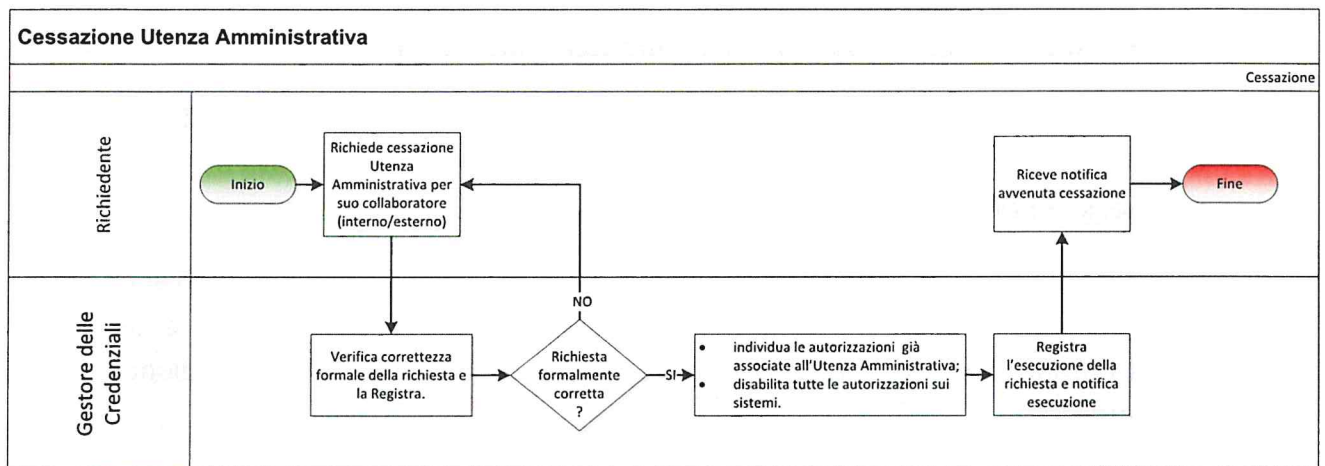 Cessazione Utenza Amministrativa
Cessazione
Richiedente
Inizio
Richiede cessazione
Utenza
Amministrativa per
suo collaboratore
(interno/esterno)
Riceve notifica
avvenuta cessazione
Fine
Gestore delle
Credenziali
Verifica correttezza
formale della richiesta e
la Registra.
NO
Richiesta
formalmente
corretta
?
SI
• individua le autorizzazioni già
associate all'Utenza Amministrativa;
• disabilita tutte le autorizzazioni sui
sistemi.
Registra
l'esecuzione della
richiesta e notifica
esecuzione